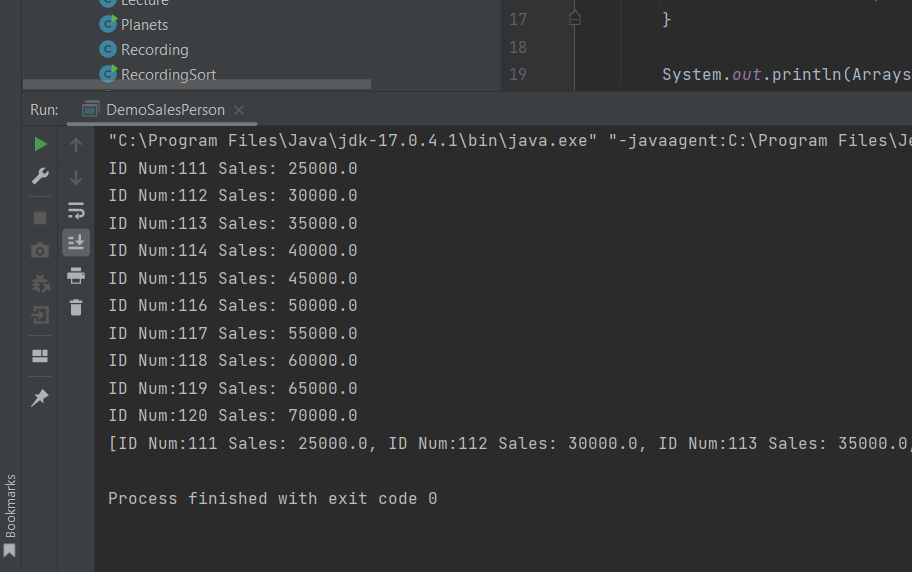 Lecture
Planets
Recording
RecordingSort
17 }
18
19 System.out.println(Arrays
Run: DemoSalesPerson
"C:\Program Files\Java\jdk-17.0.4.1\bin\java.exe" "-javaagent:C:\Program Files\Je
ID Num:111 Sales: 25000.0
ID Num:112 Sales: 30000.0
ID Num:113 Sales: 35000.0
ID Num:114 Sales: 40000.0
ID Num:115 Sales: 45000.0
ID Num:116 Sales: 50000.0
ID Num:117 Sales: 55000.0
ID Num:118 Sales: 60000.0
ID Num:119 Sales: 65000.0
ID Num:120 Sales: 70000.0
[ID Num:111 Sales: 25000.0, ID Num:112 Sales: 30000.0, ID Num:113 Sales: 35000.0,
Process finished with exit code 0
Bookmarks